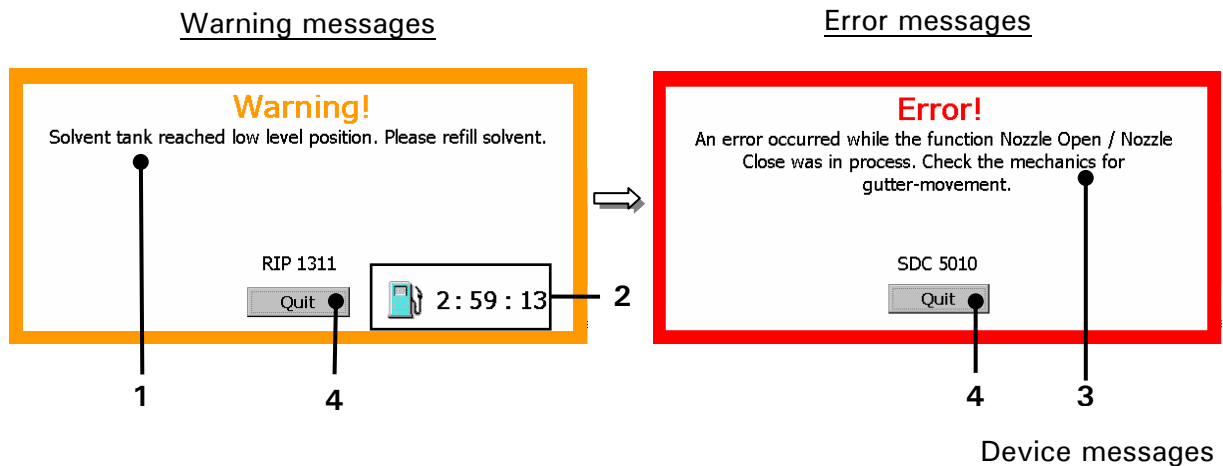 Warning messages
Error messages
Warning!
Solvent tank reached low level position. Please refill solvent.
RIP 1311
Quit
2:59:13
2
1
4
Error!
An error occurred while the function Nozzle Open / Nozzle
Close was in process. Check the mechanics for
gutter-movement.
SDC 5010
Quit
4
3
Device messages